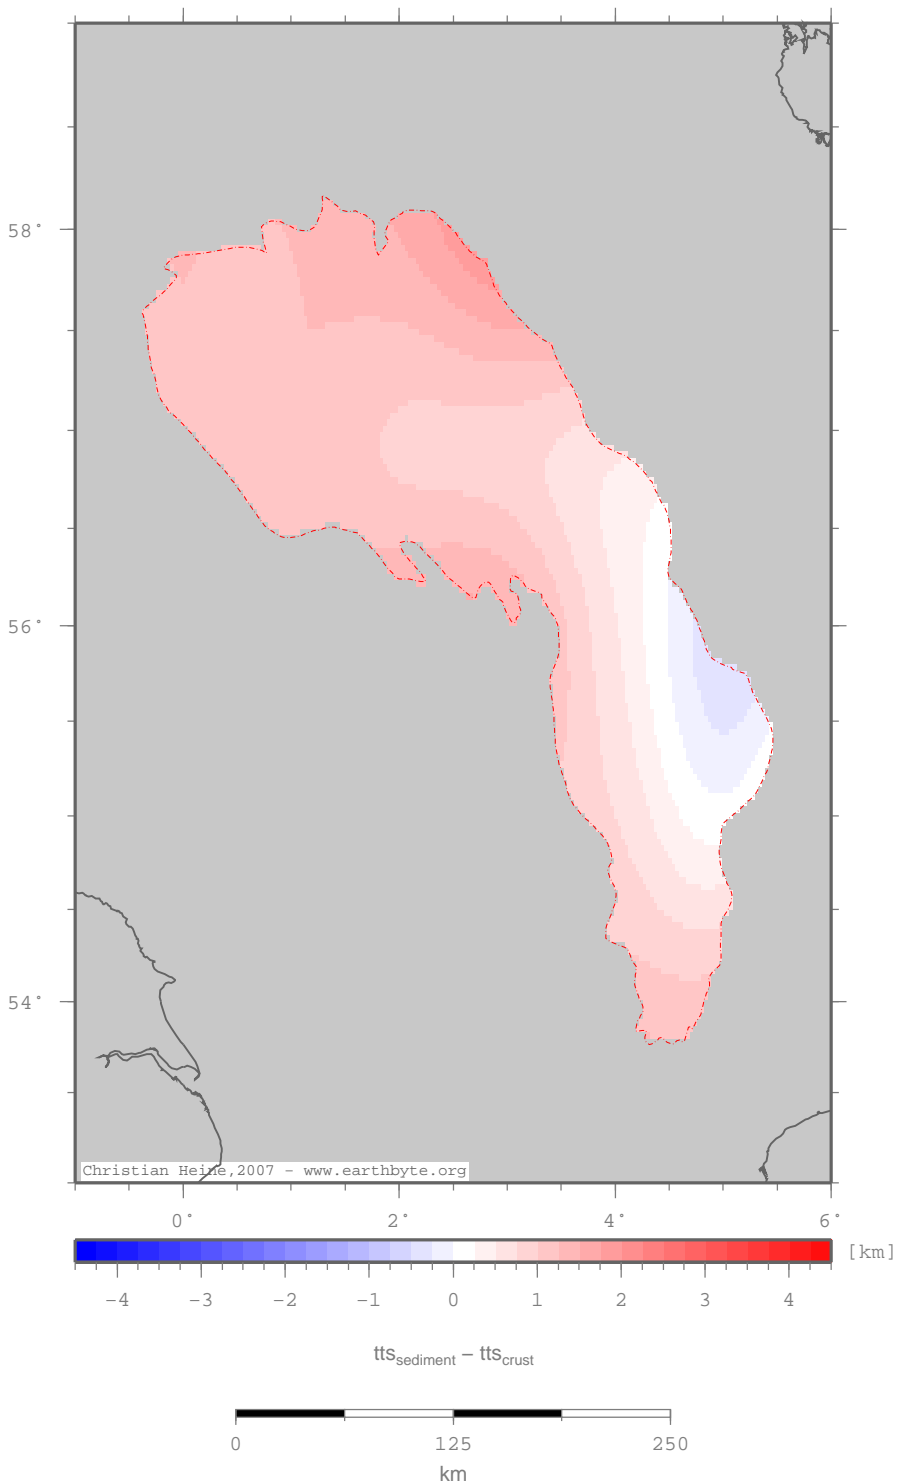 58°
56°
54°
Christian Heine,2007 – www.earthbyte.org
0° 2° 4° 6°
[km]
−4 −3 −2 −1 0 1 2 3 4
tts_sediment – tts_crust
0 125 250
km